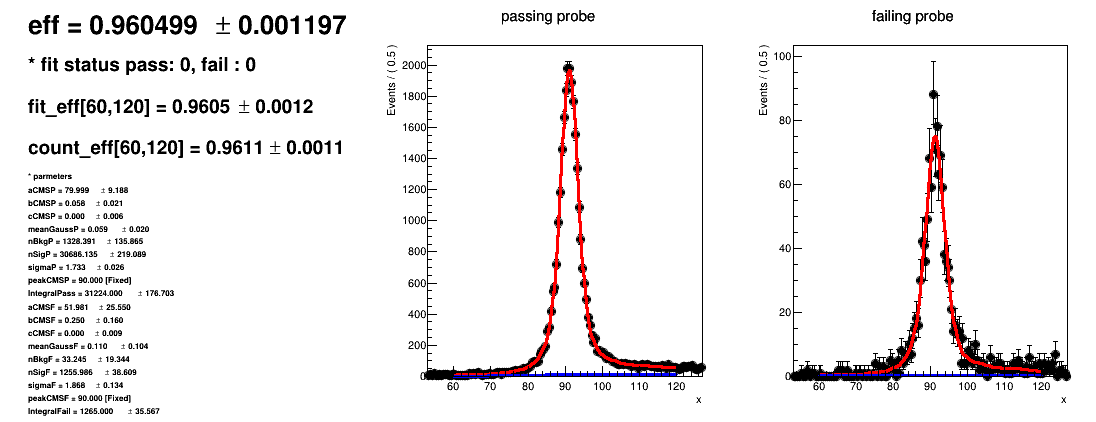 eff = 0.960499 ± 0.001197
* fit status pass: 0, fail : 0
fit_eff[60,120] = 0.9605 ± 0.0012
count_eff[60,120] = 0.9611 ± 0.0011
* parmeters
aCMSP = 79.999 ± 9.188
bCMSP = 0.058 ± 0.021
cCMSP = 0.000 ± 0.006
meanGaussP = 0.059 ± 0.020
nBkgP = 1328.391 ± 135.865
nSigP = 30686.135 ± 219.089
sigmaP = 1.733 ± 0.026
peakCMSP = 90.000 [Fixed]
IntegralPass = 31224.000 ± 176.703
aCMSF = 51.981 ± 25.550
bCMSF = 0.250 ± 0.160
cCMSF = 0.000 ± 0.009
meanGaussF = 0.110 ± 0.104
nBkgF = 33.245 ± 19.344
nSigF = 1255.986 ± 38.609
sigmaF = 1.868 ± 0.134
peakCMSF = 90.000 [Fixed]
IntegralFail = 1265.000 ± 35.567
passing probe
Events / ( 0.5 )
2000
1800
1600
1400
1200
1000
800
600
400
200
0
60 70 80 90 100 110 120
x
failing probe
Events / ( 0.5 )
100
80
60
40
20
0
60 70 80 90 100 110 120
x